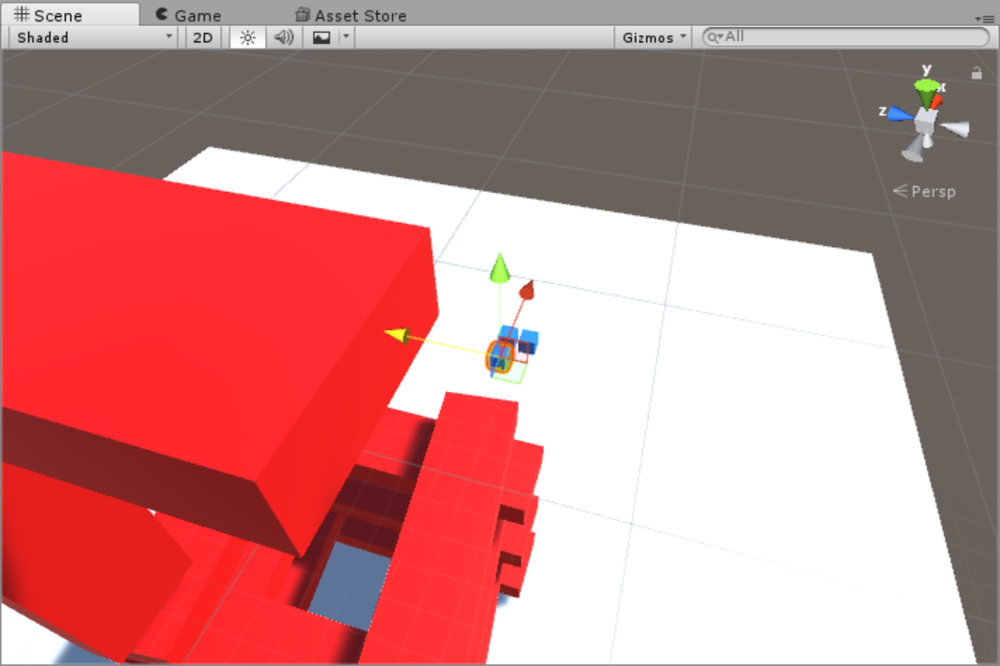 Scene
Game
Asset Store
Shaded
2D
Gizmos
All
y
x
z
Persp